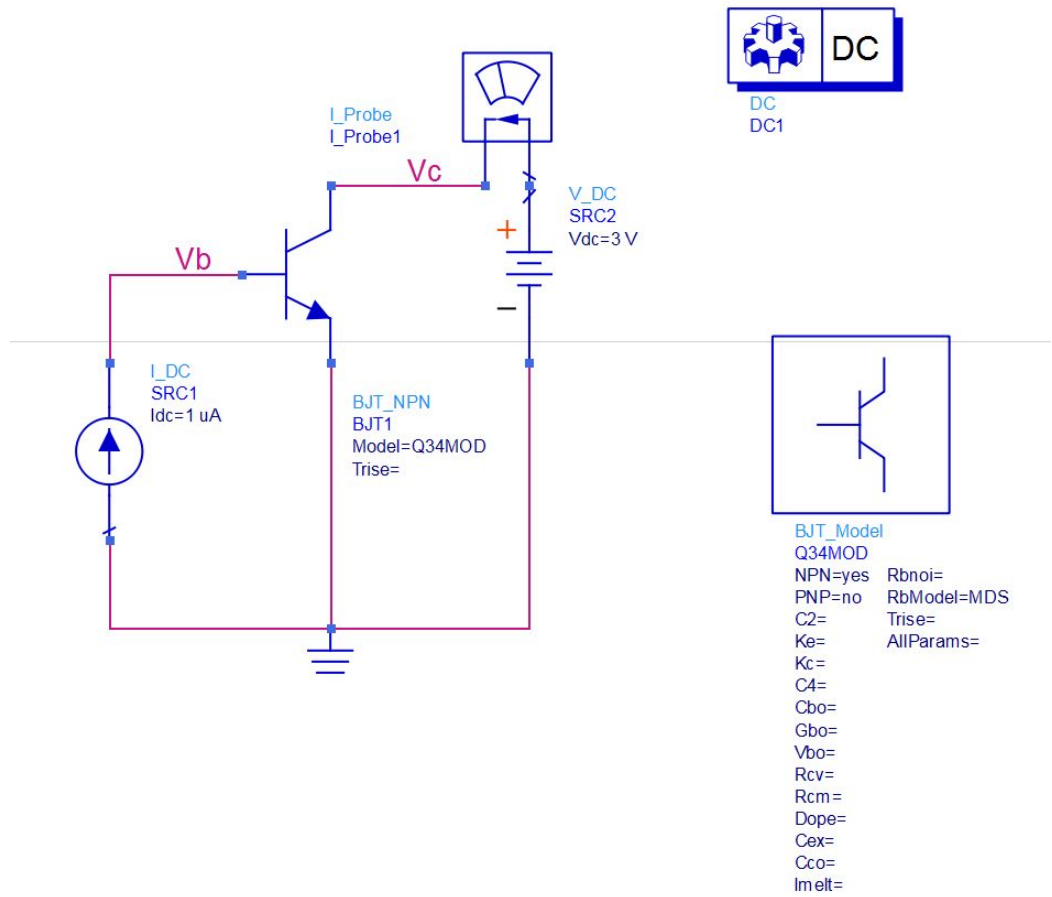 DC
DC
DC1
I_Probe
I_Probe1
Vc
V_DC
SRC2
Vdc=3 V
+
−
Vb
I_DC
SRC1
Idc=1 uA
BJT_NPN
BJT1
Model=Q34MOD
Trise=
BJT_Model
Q34MOD
NPN=yes Rbnoi=
PNP=no RbModel=MDS
C2= Trise=
Ke= AllParams=
Kc=
C4=
Cbo=
Gbo=
Vbo=
Rcv=
Rcm=
Dope=
Cex=
Cco=
Imelt=